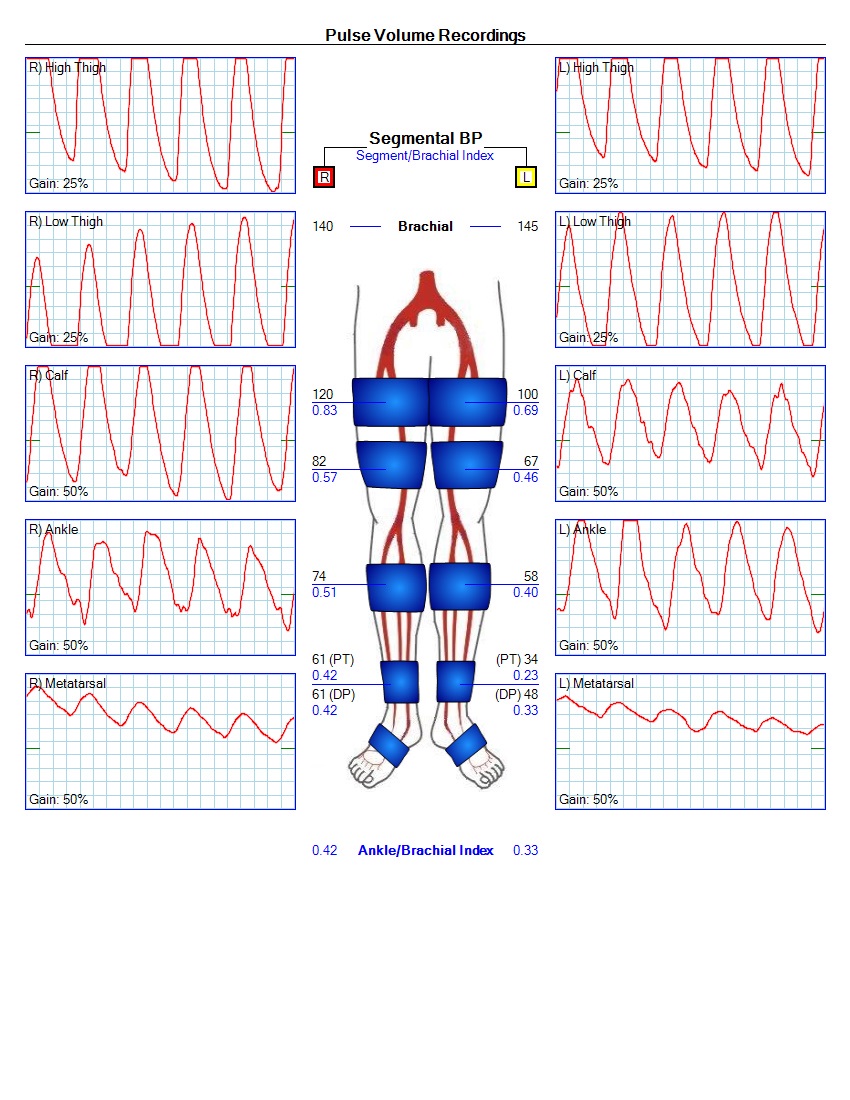 Pulse Volume Recordings
R) High Thigh
Gain: 25%
L) High Thigh
Gain: 25%
Segmental BP
Segment/Brachial Index
R
L
140
Brachial
145
R) Low Thigh
Gain: 25%
L) Low Thigh
Gain: 25%
R) Calf
Gain: 50%
L) Calf
Gain: 50%
120
0.83
100
0.69
82
0.57
67
0.46
R) Ankle
Gain: 50%
L) Ankle
Gain: 50%
74
0.51
58
0.40
61 (PT)
0.42
61 (DP)
0.42
(PT) 34
0.23
(DP) 48
0.33
R) Metatarsal
Gain: 50%
L) Metatarsal
Gain: 50%
0.42 Ankle/Brachial Index 0.33